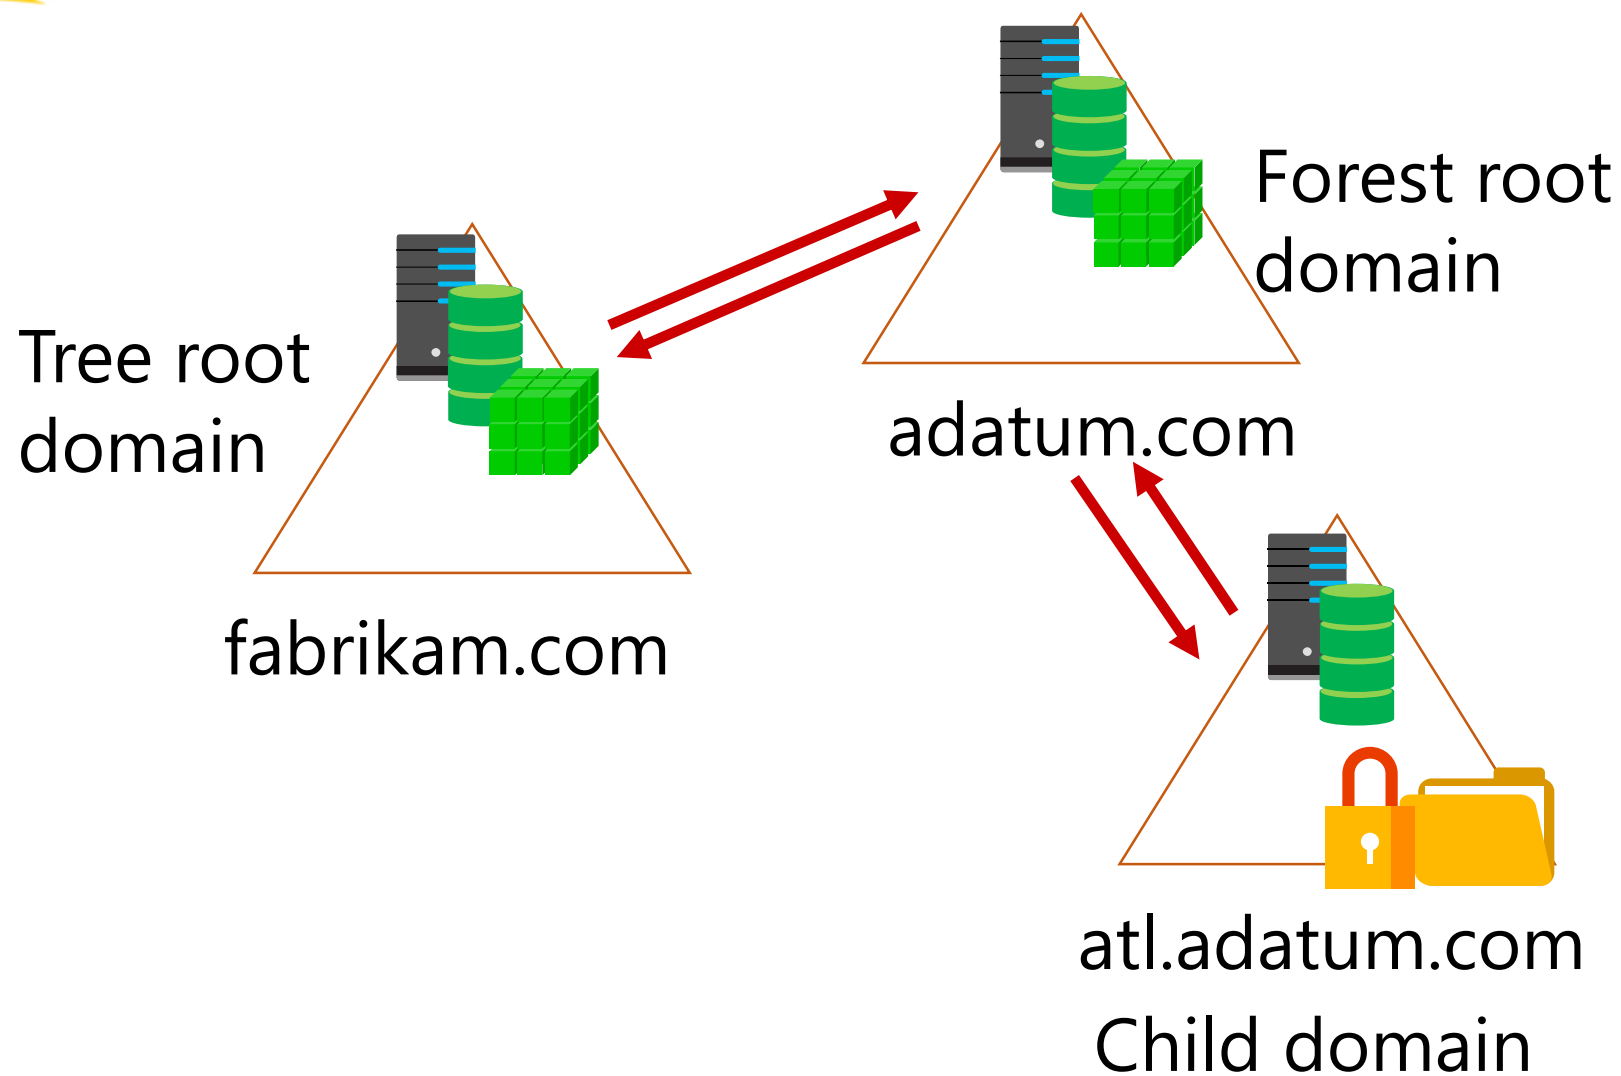 Forest root
domain
Tree root
domain
adatum.com
fabrikam.com
atl.adatum.com
Child domain